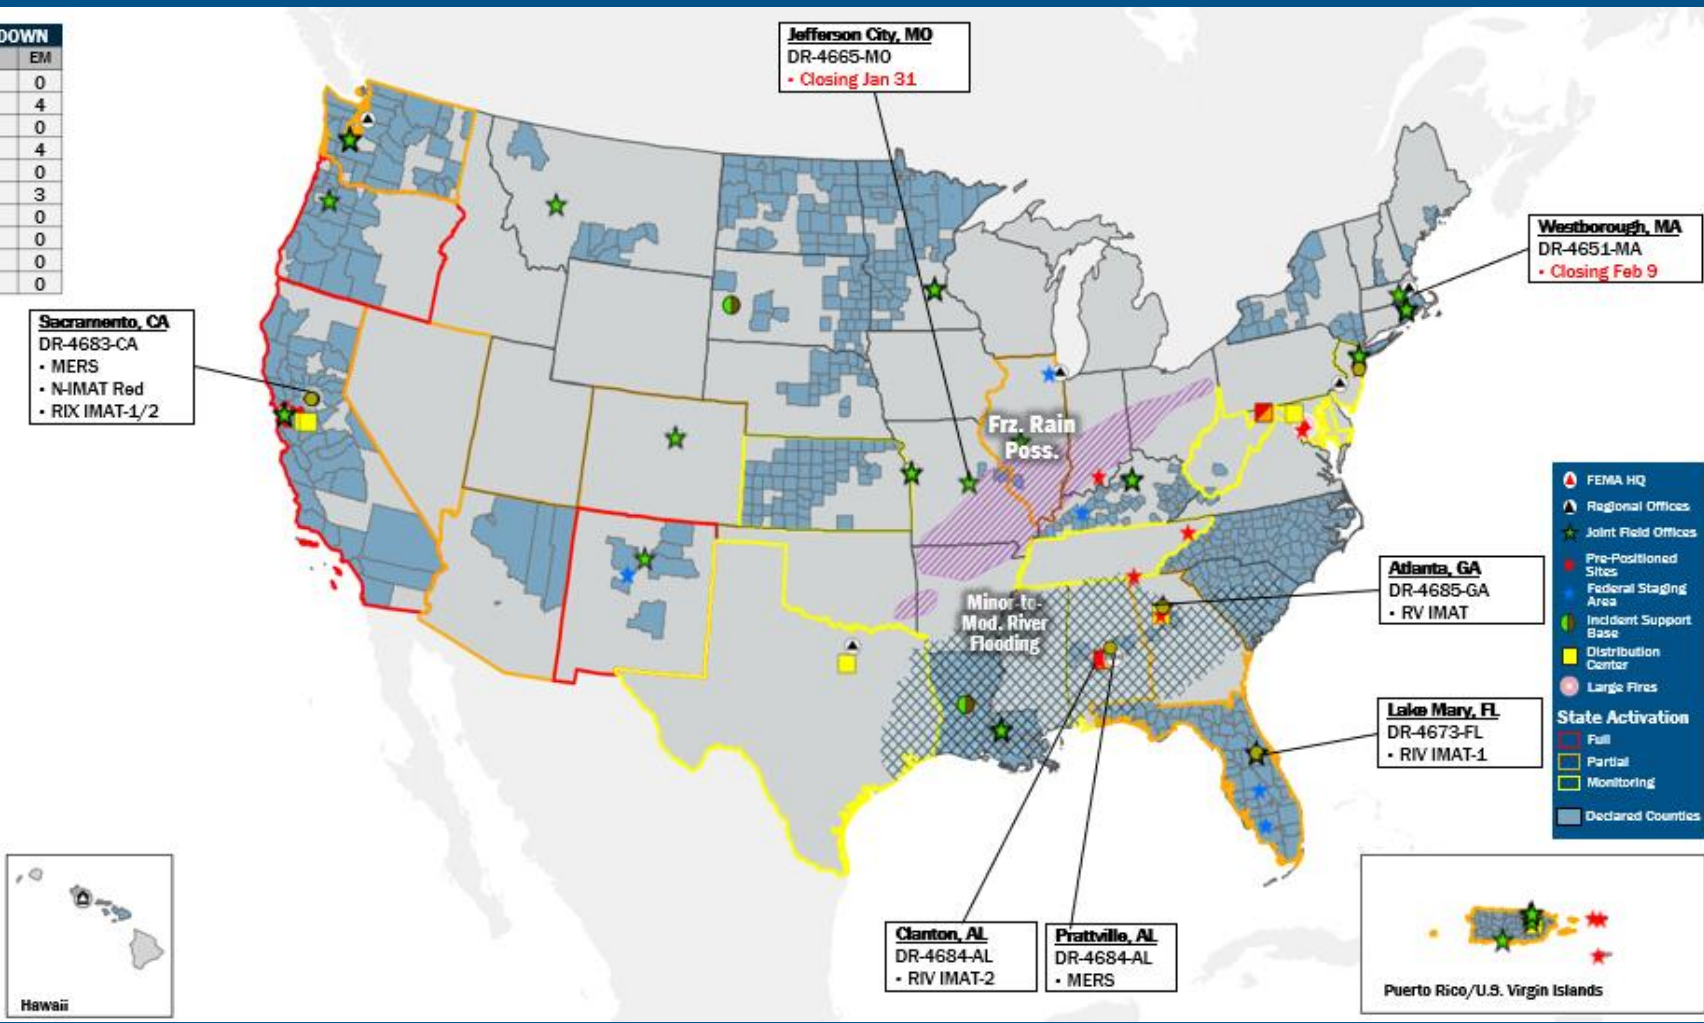 DOWN
EM
0
4
0
4
0
3
0
0
0
0
Jefferson City, MO
DR-4665-MO
• Closing Jan 31
Westborough, MA
DR-4651-MA
• Closing Feb 9
Sacramento, CA
DR-4683-CA
• MERS
• N-IMAT Red
• RIX IMAT-1/2
Frz. Rain
Poss.
Minor-to-
Mod. River
Flooding
Atlanta, GA
DR-4685-GA
• RV IMAT
Lake Mary, FL
DR-4673-FL
• RIV IMAT-1
Clanton, AL
DR-4684-AL
• RIV IMAT-2
Prattville, AL
DR-4684-AL
• MERS
FEMA HQ
Regional Offices
Joint Field Offices
Pre-Positioned
Sites
Federal Staging
Area
Incident Support
Base
Distribution
Center
Large Fires
State Activation
Full
Partial
Monitoring
Declared Counties
Hawaii
Puerto Rico/U.S. Virgin Islands